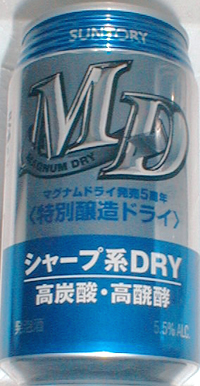 SUNTORY
MD
MAGNUM DRY
マグナムドライ発売5周年
〈特別醸造ドライ〉
シャープ系DRY
高炭酸・高醗酵
発泡酒 5.5% ALC.